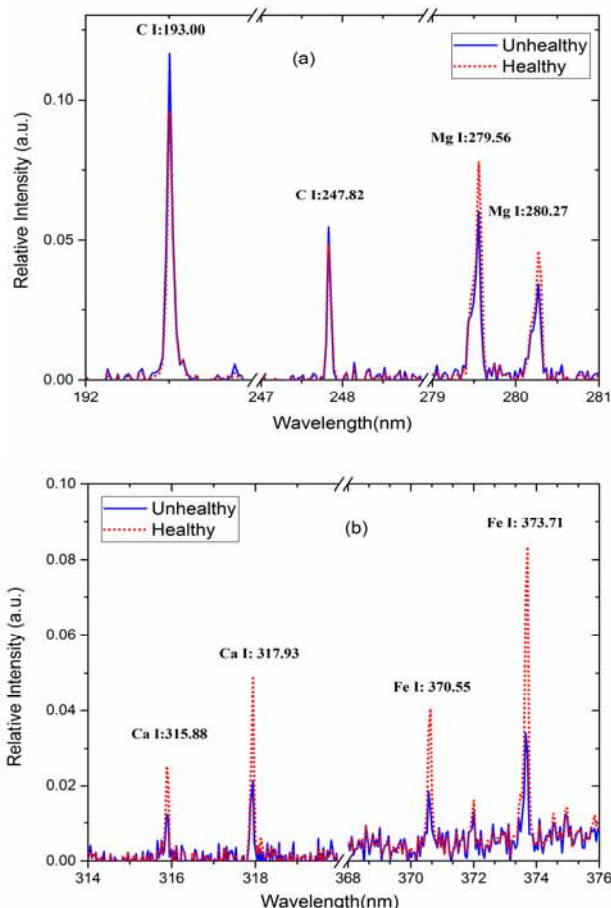 C I:193.00
(a)
Unhealthy
Healthy
0.10
Mg I:279.56
C I:247.82
Mg I:280.27
Relative Intensity (a.u.)
0.05
0.00
192
247
248
279
280
281
Wavelength(nm)
0.10
Unhealthy
Healthy
(b)
Fe I: 373.71
0.08
Relative Intensity (a.u.)
0.06
Ca I: 317.93
Fe I: 370.55
0.04
Ca I:315.88
0.02
0.00
314
316
318
368
370
372
374
376
Wavelength(nm)